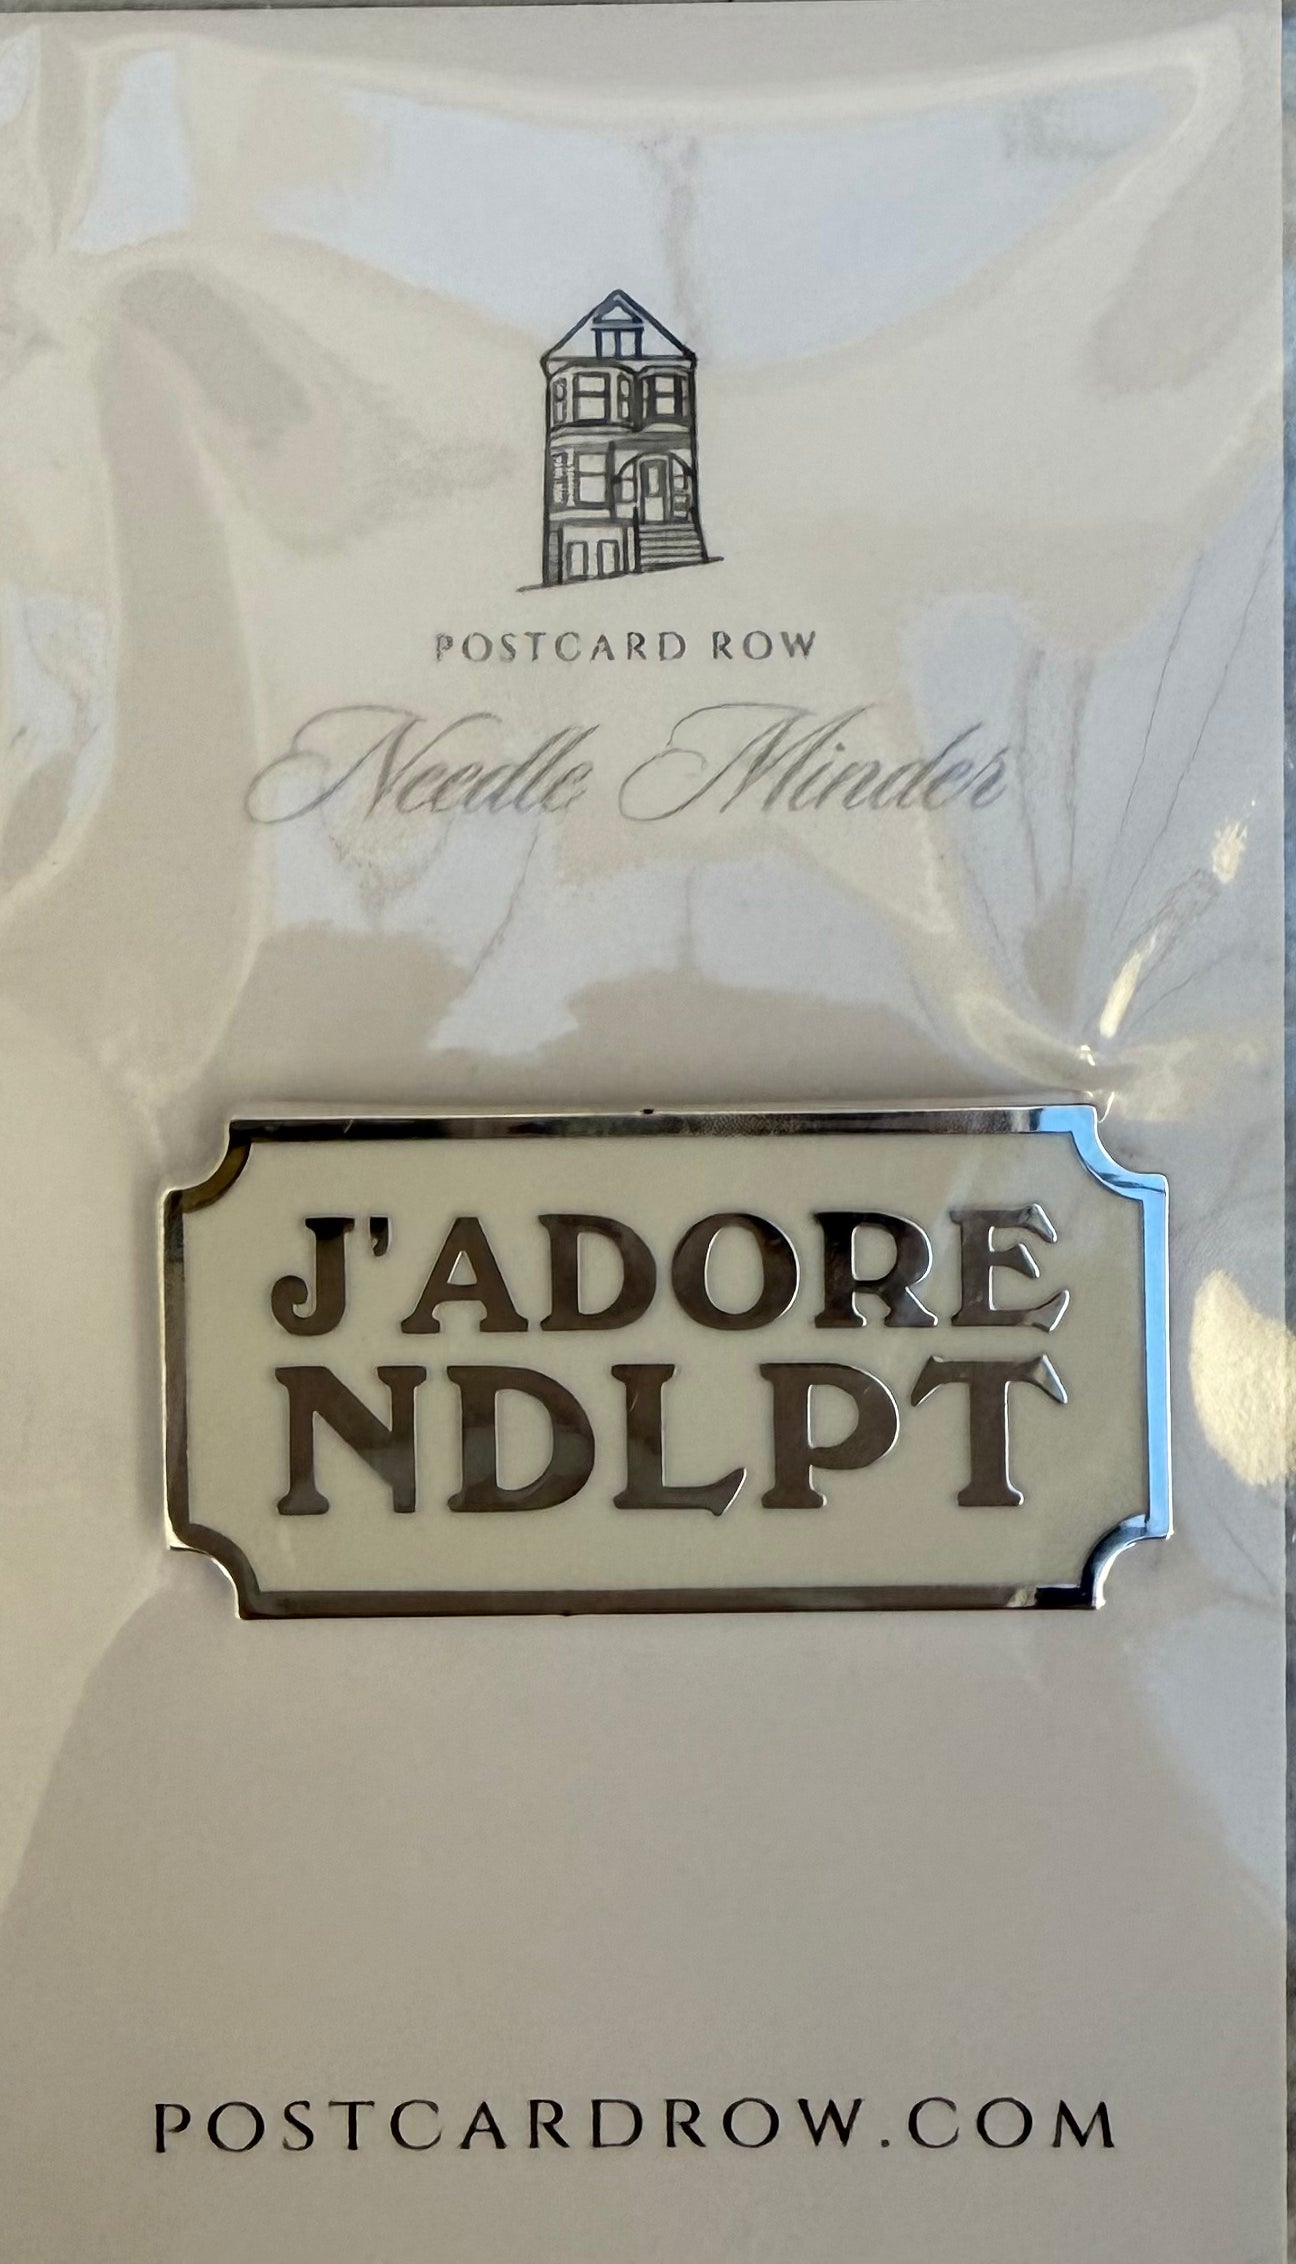 POSTCARD ROW
Needle Minder
J'ADORE
NDLPT
POSTCARDROW.COM